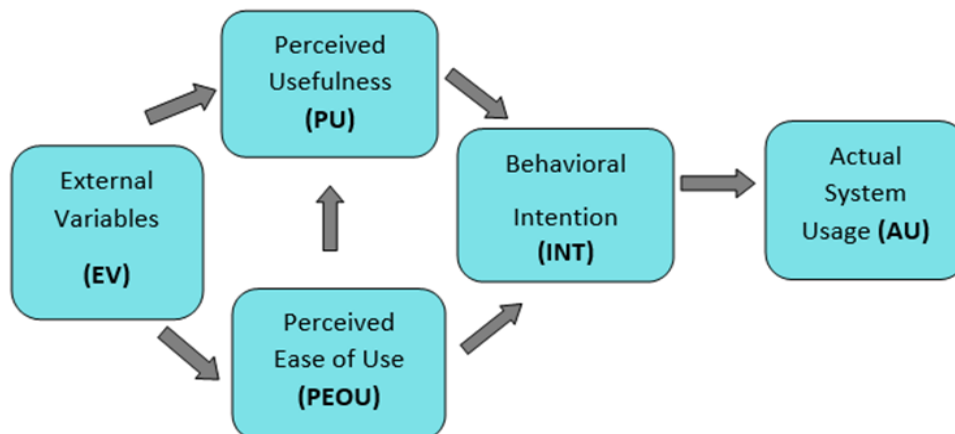 Perceived
Usefulness
(PU)
External
Variables
(EV)
Behavioral
Intention
(INT)
Actual
System
Usage (AU)
Perceived
Ease of Use
(PEOU)